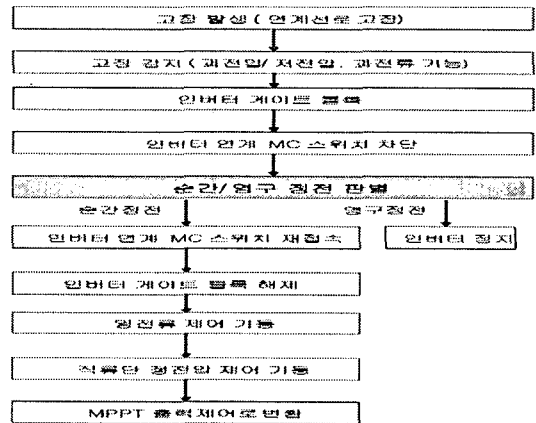 고장 발생 ( 연계선로 고장)
고장 감지 ( 과전압/ 저전압, 과전류 기능)
인버터 게이트 블록
인버터 연계 MC 스위치 차단
순간/ 영구 정전 판별
순간정전 영구정전
인버터 연계 MC 스위치 재접속 인버터 정지
인버터 게이트 블록 해제
영전류 제어 기동
직류단 정전압 제어 기동
MPPT 출력제어로변환